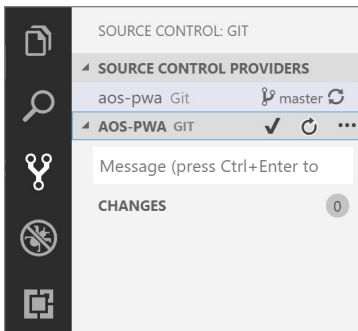 SOURCE CONTROL: GIT
SOURCE CONTROL PROVIDERS
aos-pwa Git master
AOS-PWA GIT
Message (press Ctrl+Enter to
CHANGES 0